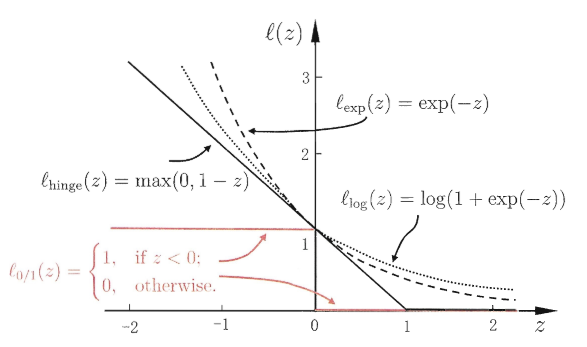 ℓ(z)
3
ℓ_exp(z) = exp(−z)
2
ℓ_hinge(z) = max(0, 1 − z)
ℓ_log(z) = log(1 + exp(−z))
1
ℓ_0/1(z) = { 1, if z < 0;
0, otherwise.
-2 -1 0 1 2 z